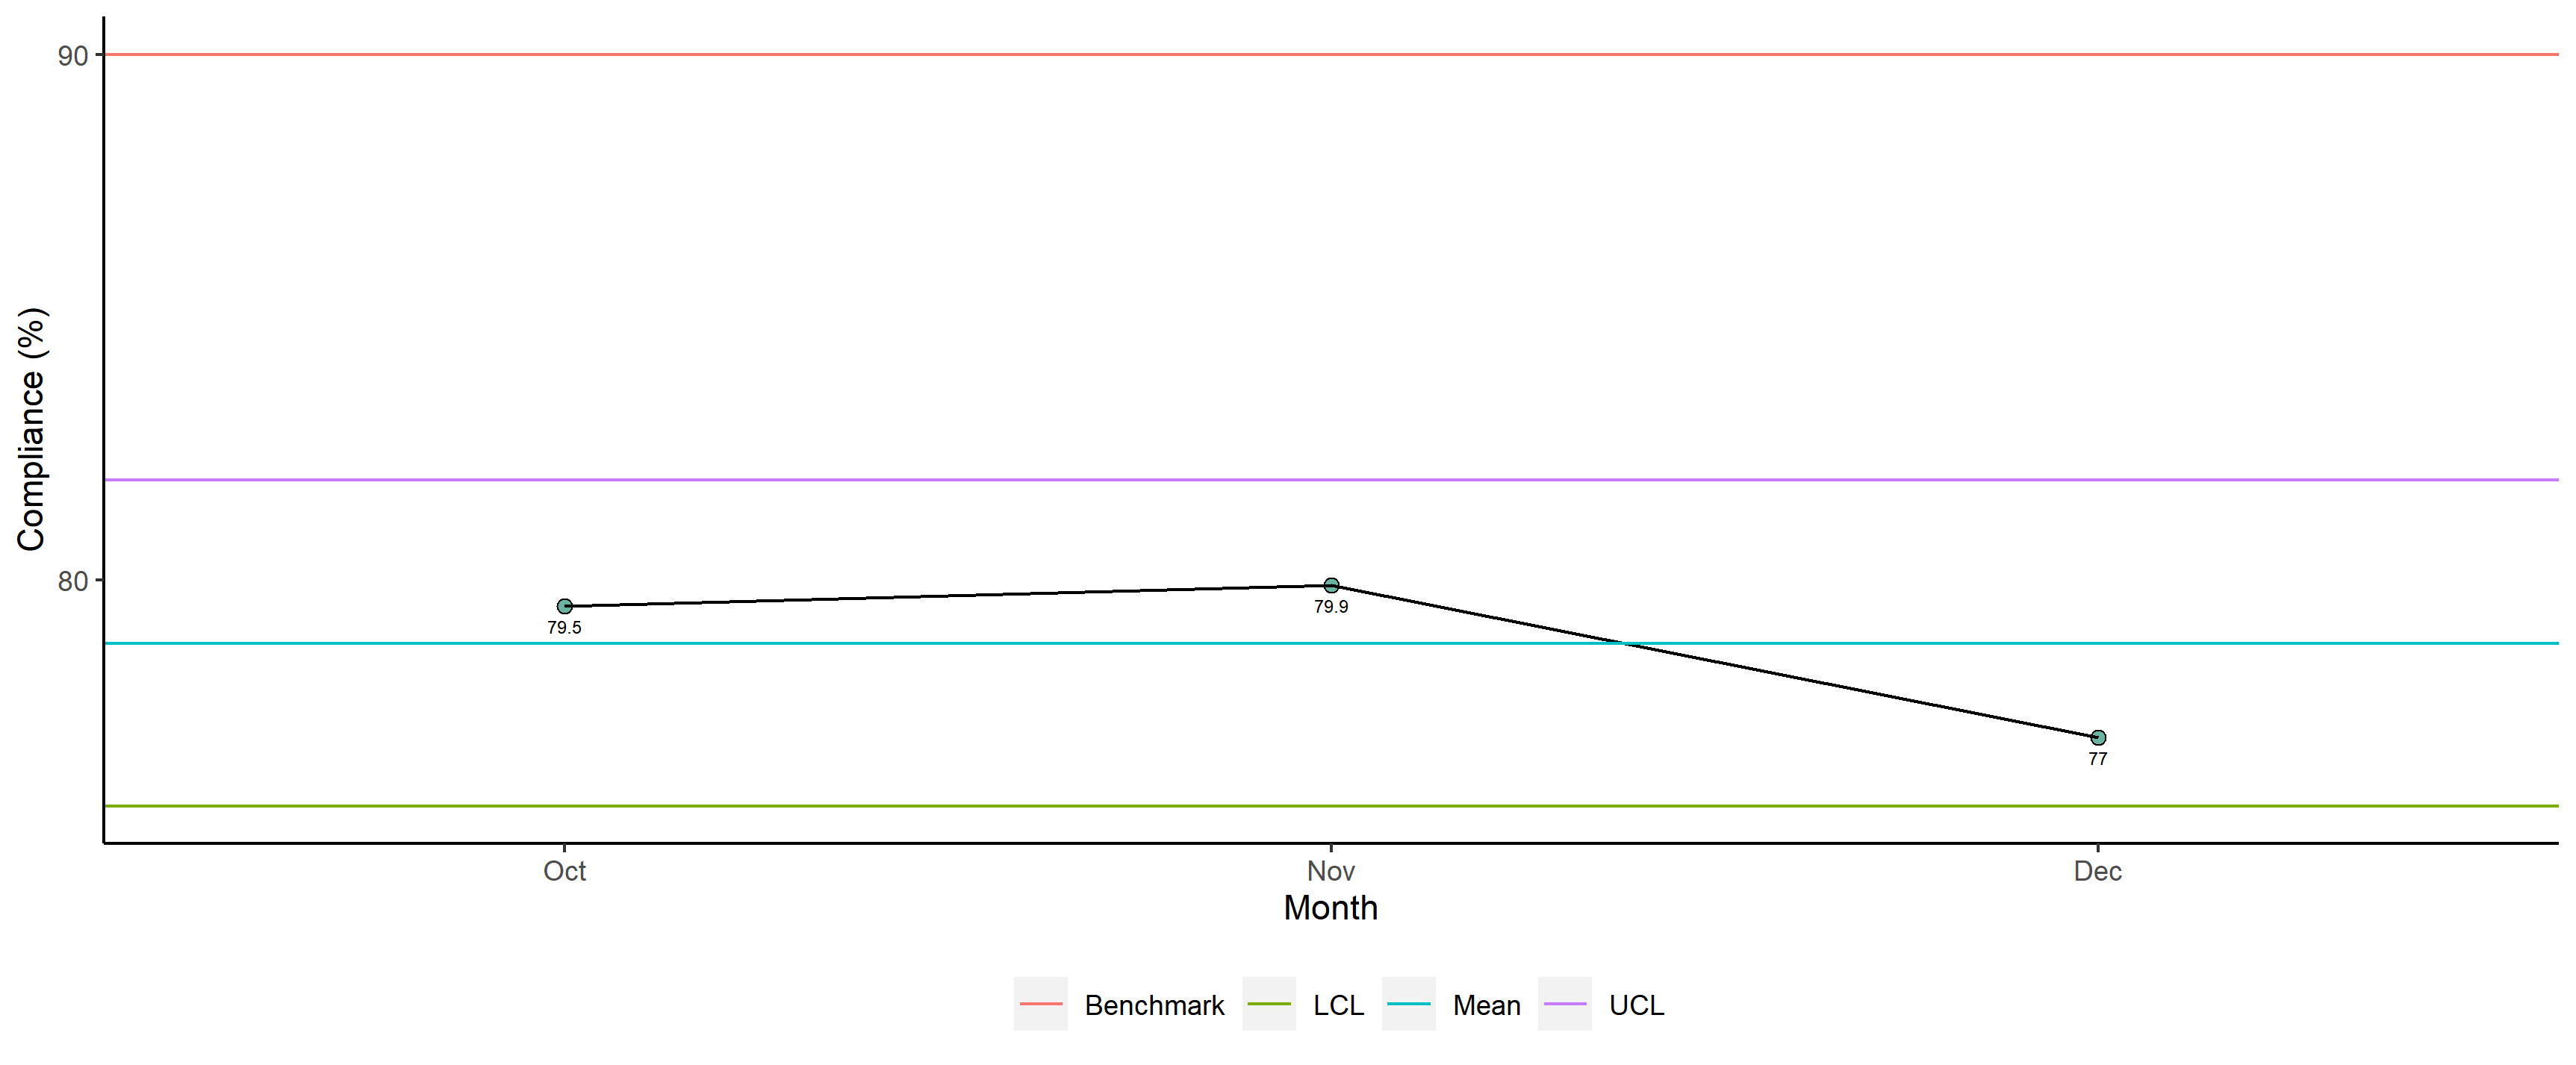 90
80
Compliance (%)
79.5
79.9
77
Oct Nov Dec
Month
Benchmark LCL Mean UCL